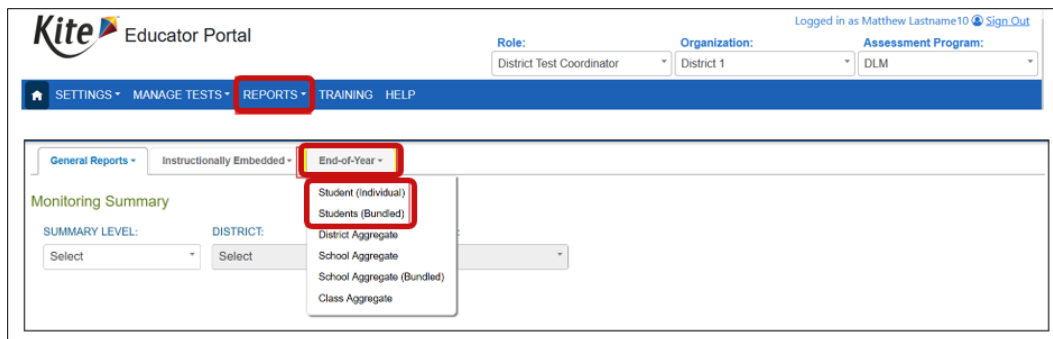 Logged in as Matthew Lastname10 Sign Out
Kite Educator Portal
Role: Organization: Assessment Program:
District Test Coordinator District 1 DLM
SETTINGS MANAGE TESTS REPORTS TRAINING HELP
General Reports Instructionally Embedded End-of-Year
Student (Individual)
Monitoring Summary
Students (Bundled)
SUMMARY LEVEL: DISTRICT: District Aggregate :
Select Select School Aggregate
School Aggregate (Bundled)
Class Aggregate